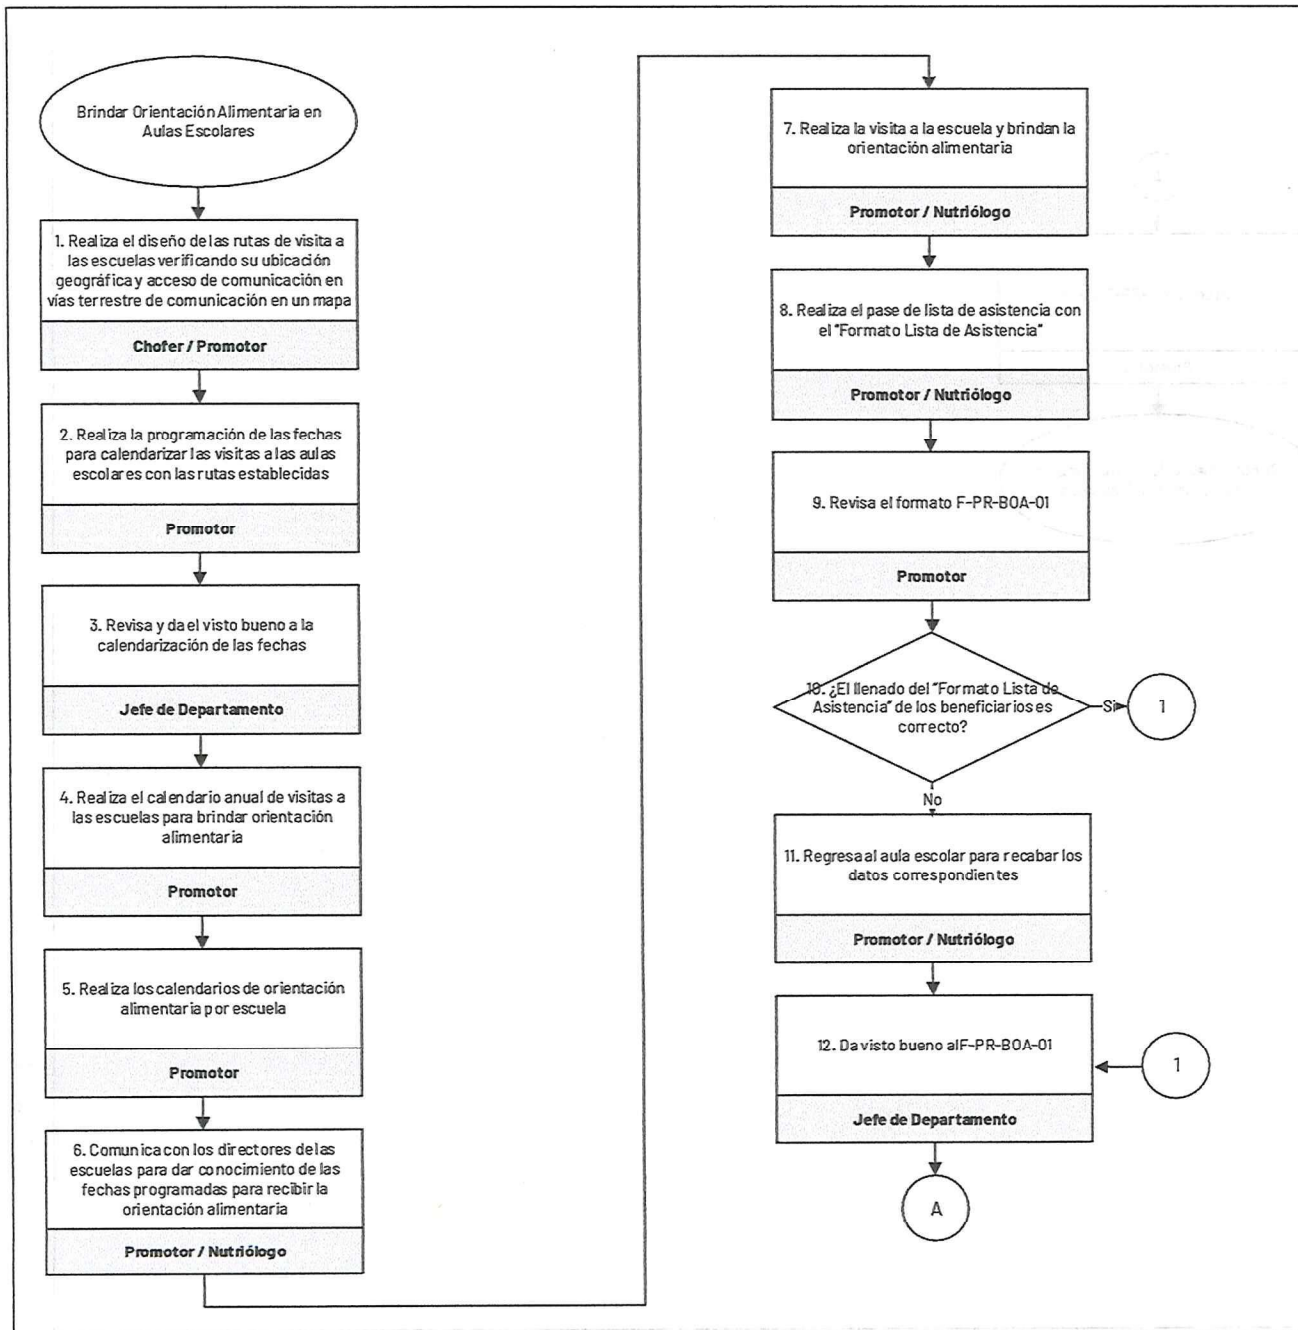 Brindar Orientación Alimentaria en
Aulas Escolares
1. Realiza el diseño de las rutas de visita a
las escuelas verificando su ubicación
geográfica y acceso de comunicación en
vías terrestre de comunicación en un mapa
Chofer / Promotor
2. Realiza la programación de las fechas
para calendarizar las visitas a las aulas
escolares con las rutas establecidas
Promotor
3. Revisa y da el visto bueno a la
calendarización de las fechas
Jefe de Departamento
4. Realiza el calendario anual de visitas a
las escuelas para brindar orientación
alimentaria
Promotor
5. Realiza los calendarios de orientación
alimentaria por escuela
Promotor
6. Comunica con los directores de las
escuelas para dar conocimiento de las
fechas programadas para recibir la
orientación alimentaria
Promotor / Nutriólogo
7. Realiza la visita a la escuela y brindan la
orientación alimentaria
Promotor / Nutriólogo
8. Realiza el pase de lista de asistencia con
el "Formato Lista de Asistencia"
Promotor / Nutriólogo
9. Revisa el formato F-PR-BOA-01
Promotor
10. ¿El llenado del "Formato Lista de
Asistencia" de los beneficiarios es
correcto?
Si
1
No
11. Regresa al aula escolar para recabar los
datos correspondientes
Promotor / Nutriólogo
12. Da visto bueno al F-PR-BOA-01
1
Jefe de Departamento
A